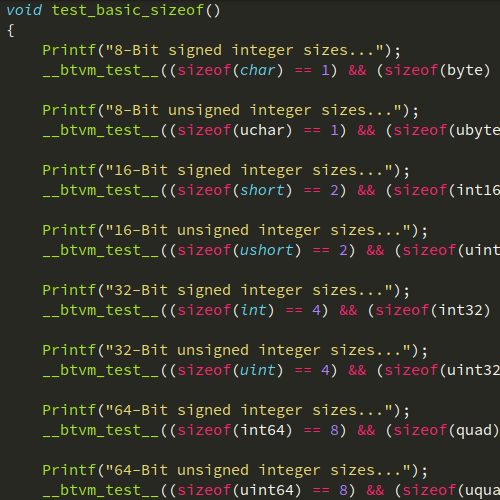 void test_basic_sizeof()
{
Printf("8-Bit signed integer sizes...");
__btvm_test__((sizeof(char) == 1) && (sizeof(byte)
Printf("8-Bit unsigned integer sizes...");
__btvm_test__((sizeof(uchar) == 1) && (sizeof(ubyte
Printf("16-Bit signed integer sizes...");
__btvm_test__((sizeof(short) == 2) && (sizeof(int16
Printf("16-Bit unsigned integer sizes...");
__btvm_test__((sizeof(ushort) == 2) && (sizeof(uint
Printf("32-Bit signed integer sizes...");
__btvm_test__((sizeof(int) == 4) && (sizeof(int32)
Printf("32-Bit unsigned integer sizes...");
__btvm_test__((sizeof(uint) == 4) && (sizeof(uint32
Printf("64-Bit signed integer sizes...");
__btvm_test__((sizeof(int64) == 8) && (sizeof(quad)
Printf("64-Bit unsigned integer sizes...");
__btvm_test__((sizeof(uint64) == 8) && (sizeof(uqua